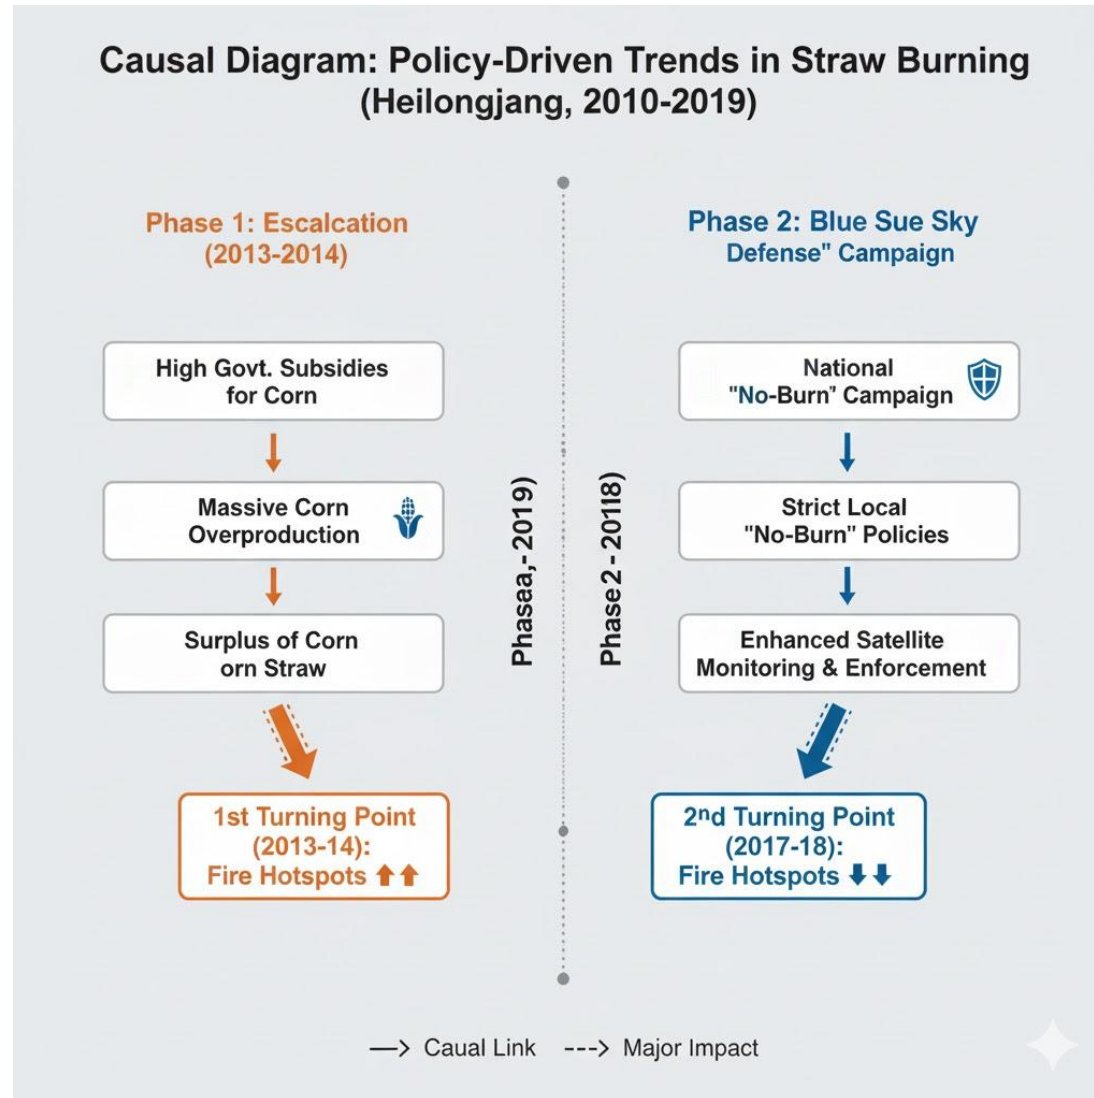 Causal Diagram: Policy-Driven Trends in Straw Burning
(Heilongjang, 2010-2019)
Phase 1: Escalcation
(2013-2014)
High Govt. Subsidies
for Corn
Massive Corn
Overproduction
Surplus of Corn
orn Straw
1st Turning Point
(2013-14):
Fire Hotspots
Phasaa,-2019)
Phase2-20118)
Phase 2: Blue Sue Sky
Defense" Campaign
National
"No-Burn" Campaign
Strict Local
"No-Burn" Policies
Enhanced Satellite
Monitoring & Enforcement
2nd Turning Point
(2017-18):
Fire Hotspots
Caual Link
Major Impact